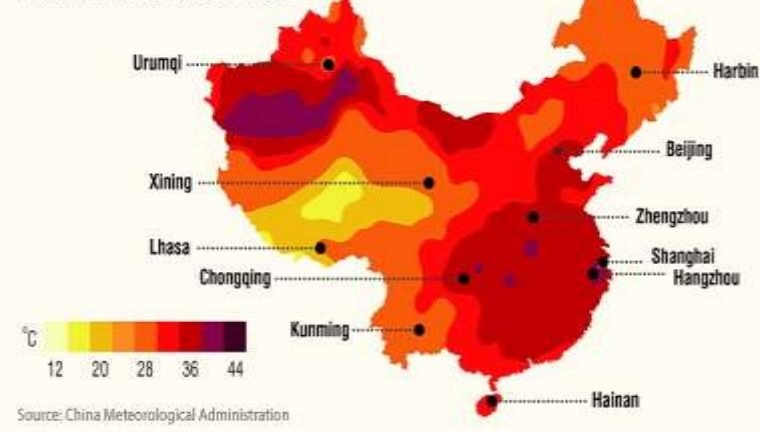 Urumqi
Harbin
Beijing
Xining
Zhengzhou
Lhasa
Shanghai
Chongqing
Hangzhou
Kunming
°C
12 20 28 36 44
Hainan
Source: China Meteorological Administration